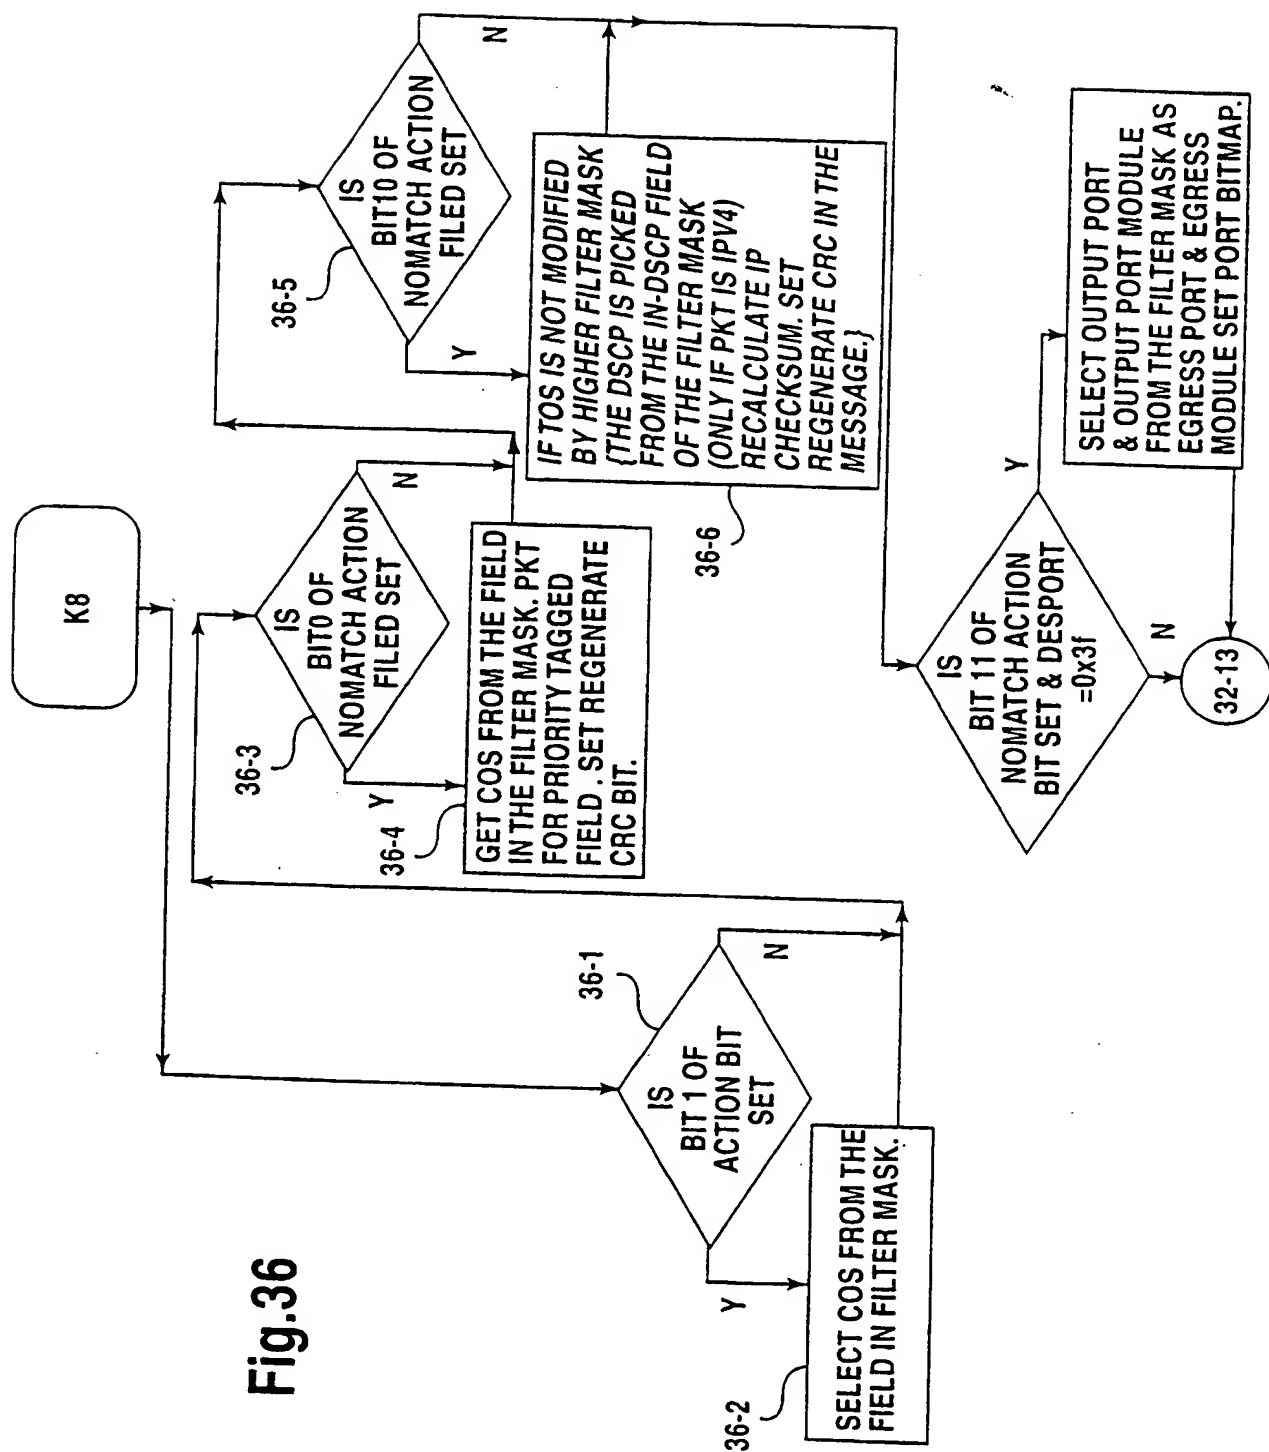 Fig.36
K8
36-1
IS
BIT 1 OF
ACTION BIT
SET
Y
N
36-2
SELECT COS FROM THE
FIELD IN FILTER MASK.
36-3
IS
BIT0 OF
NOMATCH ACTION
FILED SET
Y
N
36-4
GET COS FROM THE FIELD
IN THE FILTER MASK. PKT
FOR PRIORITY TAGGED
FIELD . SET REGENERATE
CRC BIT.
36-5
IS
BIT10 OF
NOMATCH ACTION
FILED SET
Y
N
36-6
IF TOS IS NOT MODIFIED
BY HIGHER FILTER MASK
{THE DSCP IS PICKED
FROM THE IN-DSCP FIELD
OF THE FILTER MASK
(ONLY IF PKT IS IPV4)
RECALCULATE IP
CHECKSUM. SET
REGENERATE CRC IN THE
MESSAGE.}
IS
BIT 11 OF
NOMATCH ACTION
BIT SET & DESPORT
=0x3f
Y
N
SELECT OUTPUT PORT
& OUTPUT PORT MODULE
FROM THE FILTER MASK AS
EGRESS PORT & EGRESS
MODULE SET PORT BITMAP.
32-13